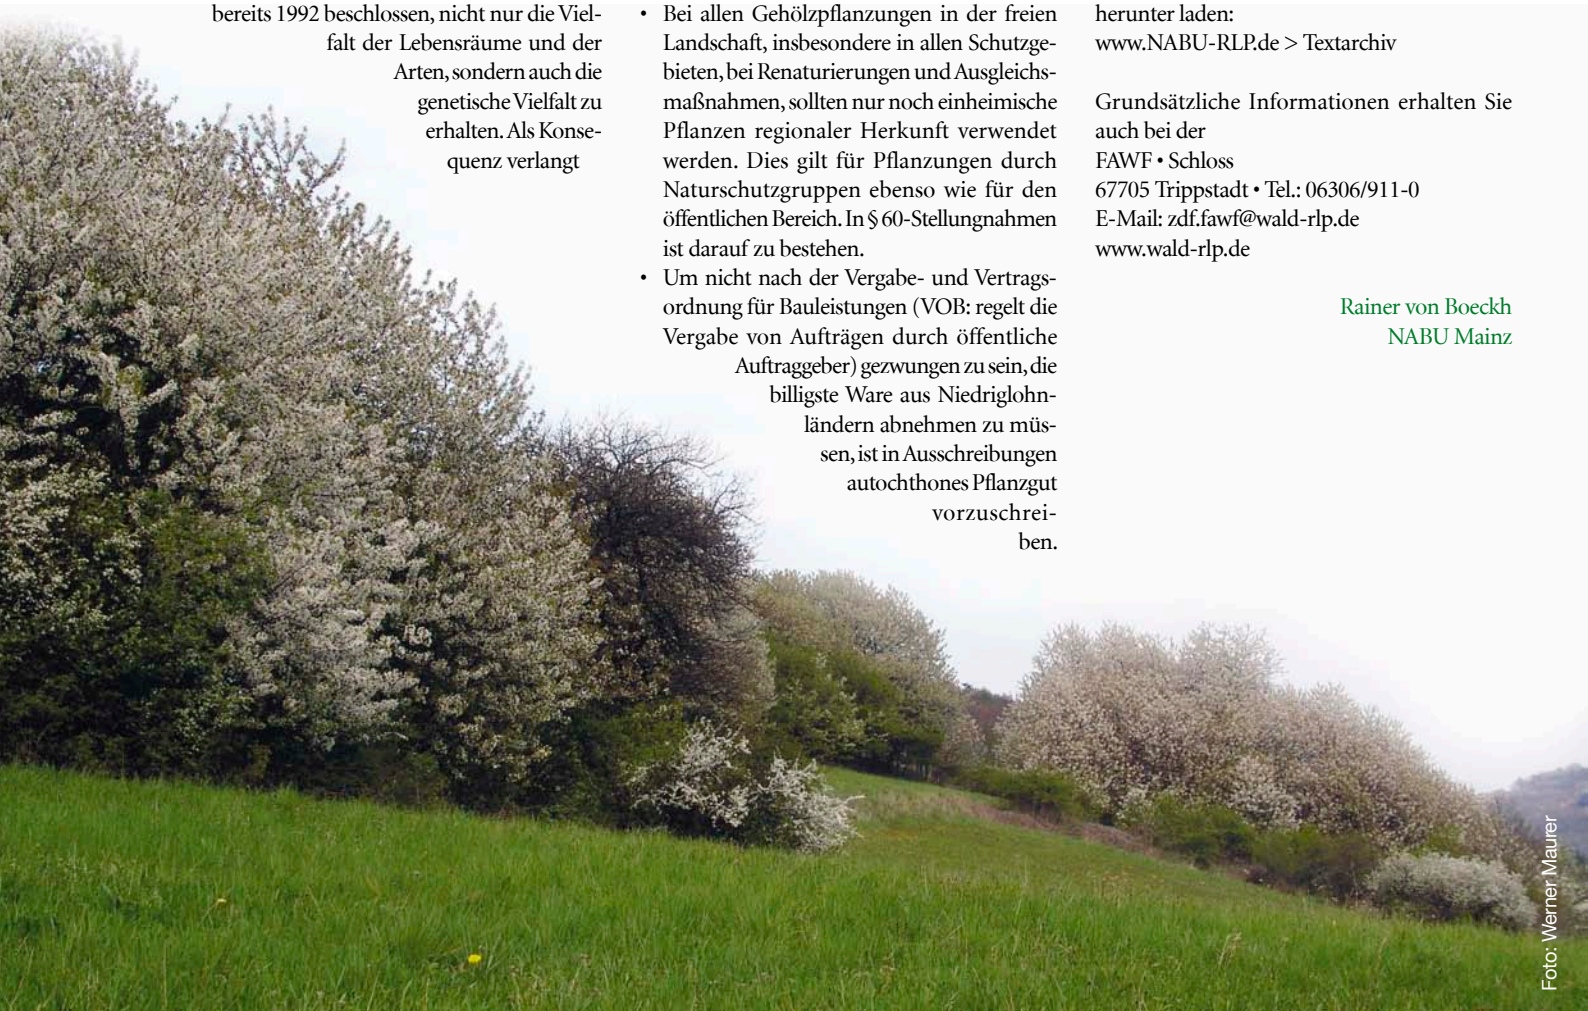 bereits 1992 beschlossen, nicht nur die Viel-
falt der Lebensräume und der
Arten, sondern auch die
genetische Vielfalt zu
erhalten. Als Konse-
quenz verlangt
• Bei allen Gehölzpflanzungen in der freien
Landschaft, insbesondere in allen Schutzge-
bieten, bei Renaturierungen und Ausgleichs-
maßnahmen, sollten nur noch einheimische
Pflanzen regionaler Herkunft verwendet
werden. Dies gilt für Pflanzungen durch
Naturschutzgruppen ebenso wie für den
öffentlichen Bereich. In § 60-Stellungnahmen
ist darauf zu bestehen.
• Um nicht nach der Vergabe- und Vertrags-
ordnung für Bauleistungen (VOB: regelt die
Vergabe von Aufträgen durch öffentliche
Auftraggeber) gezwungen zu sein, die
billigste Ware aus Niedriglohn-
ländern abnehmen zu müs-
sen, ist in Ausschreibungen
autochthones Pflanzgut
vorzuschrei-
ben.
herunter laden:
www.NABU-RLP.de > Textarchiv
Grundsätzliche Informationen erhalten Sie
auch bei der
FAWF • Schloss
67705 Trippstadt • Tel.: 06306/911-0
E-Mail: zdf.fawf@wald-rlp.de
www.wald-rlp.de
Rainer von Boeckh
NABU Mainz
Foto: Werner Maurer